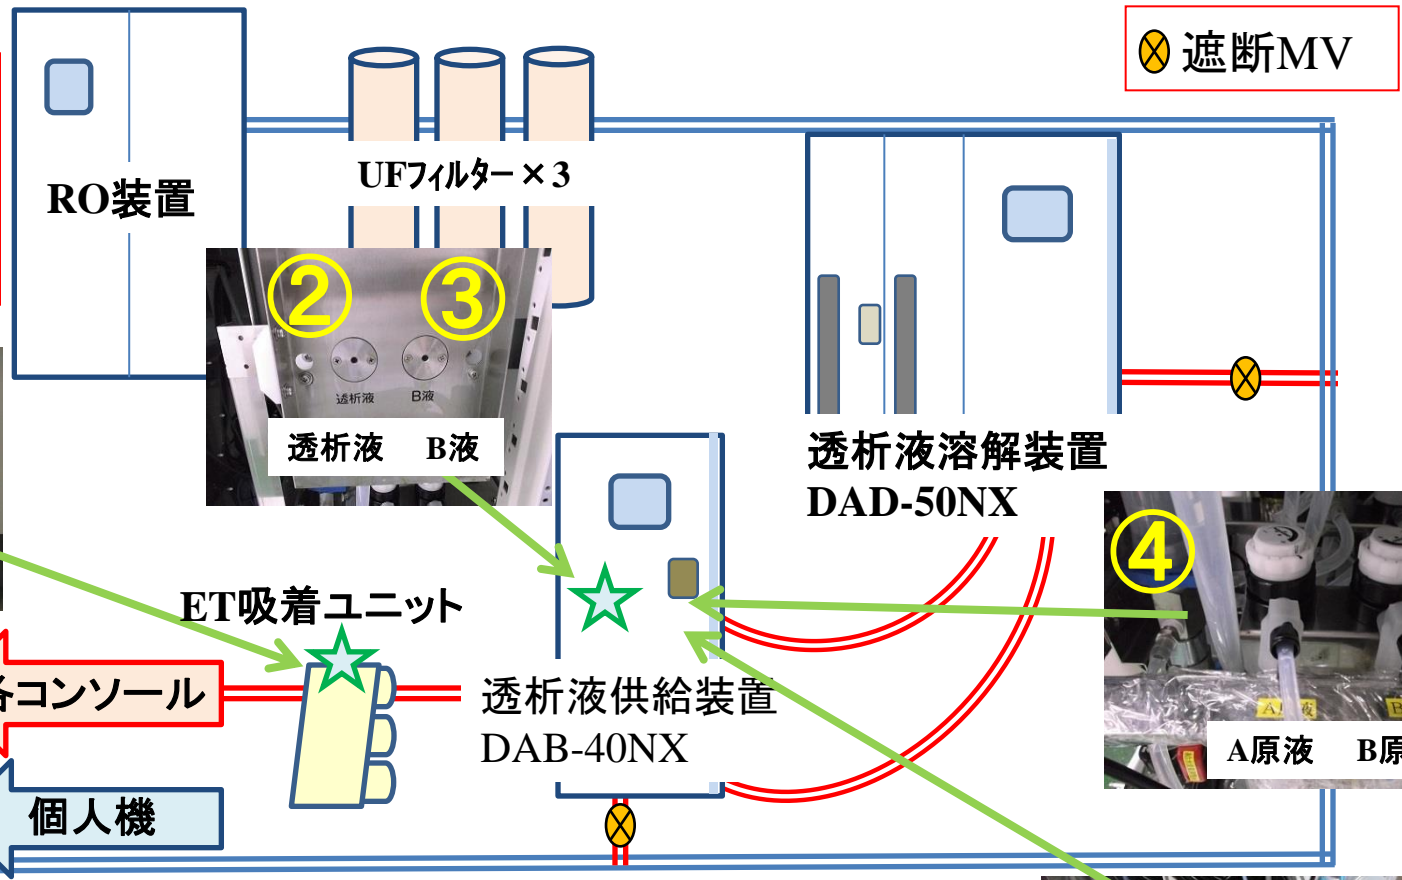 遮断MV
RO装置
UFフィルター×3
②
③
透析液
B液
透析液 B液
透析液溶解装置
DAD-50NX
④
A原液 B原
ET吸着ユニット
各コンソール
透析液供給装置
DAB-40NX
個人機